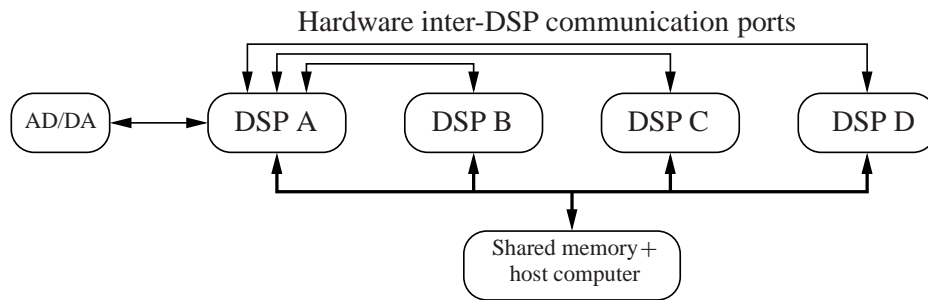 Hardware inter-DSP communication ports
AD/DA
DSP A
DSP B
DSP C
DSP D
Shared memory+
host computer